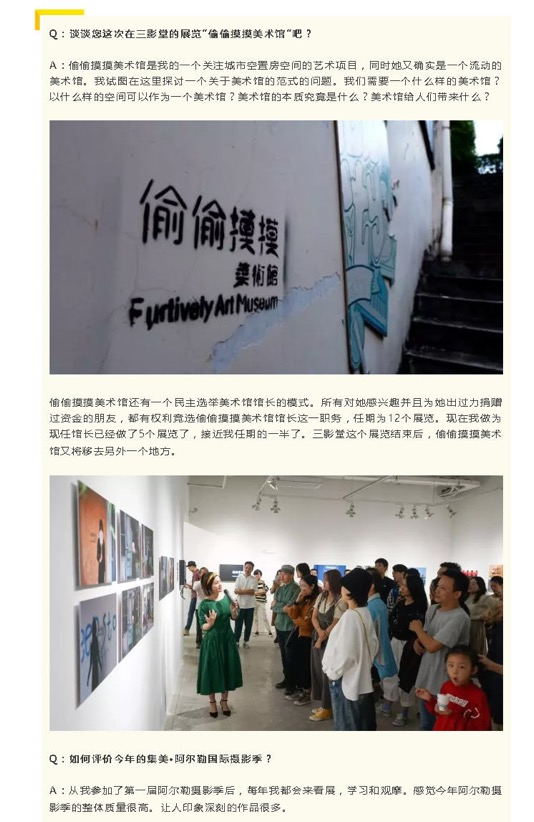 Q：谈谈您这次在三影堂的展览“偷偷摸摸美术馆“吧？
A：偷偷摸摸美术馆是我的一个关注城市空置房空间的艺术项目，同时她又确实是一个流动的
美术馆。我试图在这里探讨一个关于美术馆的范式的问题。我们需要一个什么样的美术馆？
以什么样的空间可以作为一个美术馆？美术馆的本质究竟是什么？美术馆给人们带来什么？
偷偷摸摸
美術館
Furtively Art Museum
偷偷摸摸美术馆还有一个民主选举美术馆馆长的模式。所有对她感兴趣并且为她出过力捐赠
过资金的朋友，都有权利竞选偷偷摸摸美术馆馆长这一职务，任期为12个展览。现在我做为
现任馆长已经做了5个展览了，接近我任期的一半了。三影堂这个展览结束后，偷偷摸摸美术
馆又将移去另外一个地方。
Q：如何评价今年的集美·阿尔勒国际摄影季？
A：从我参加了第一届阿尔勒摄影季后，每年我都会来看展，学习和观摩。感觉今年阿尔勒摄
影季的整体质量很高。让人印象深刻的作品很多。